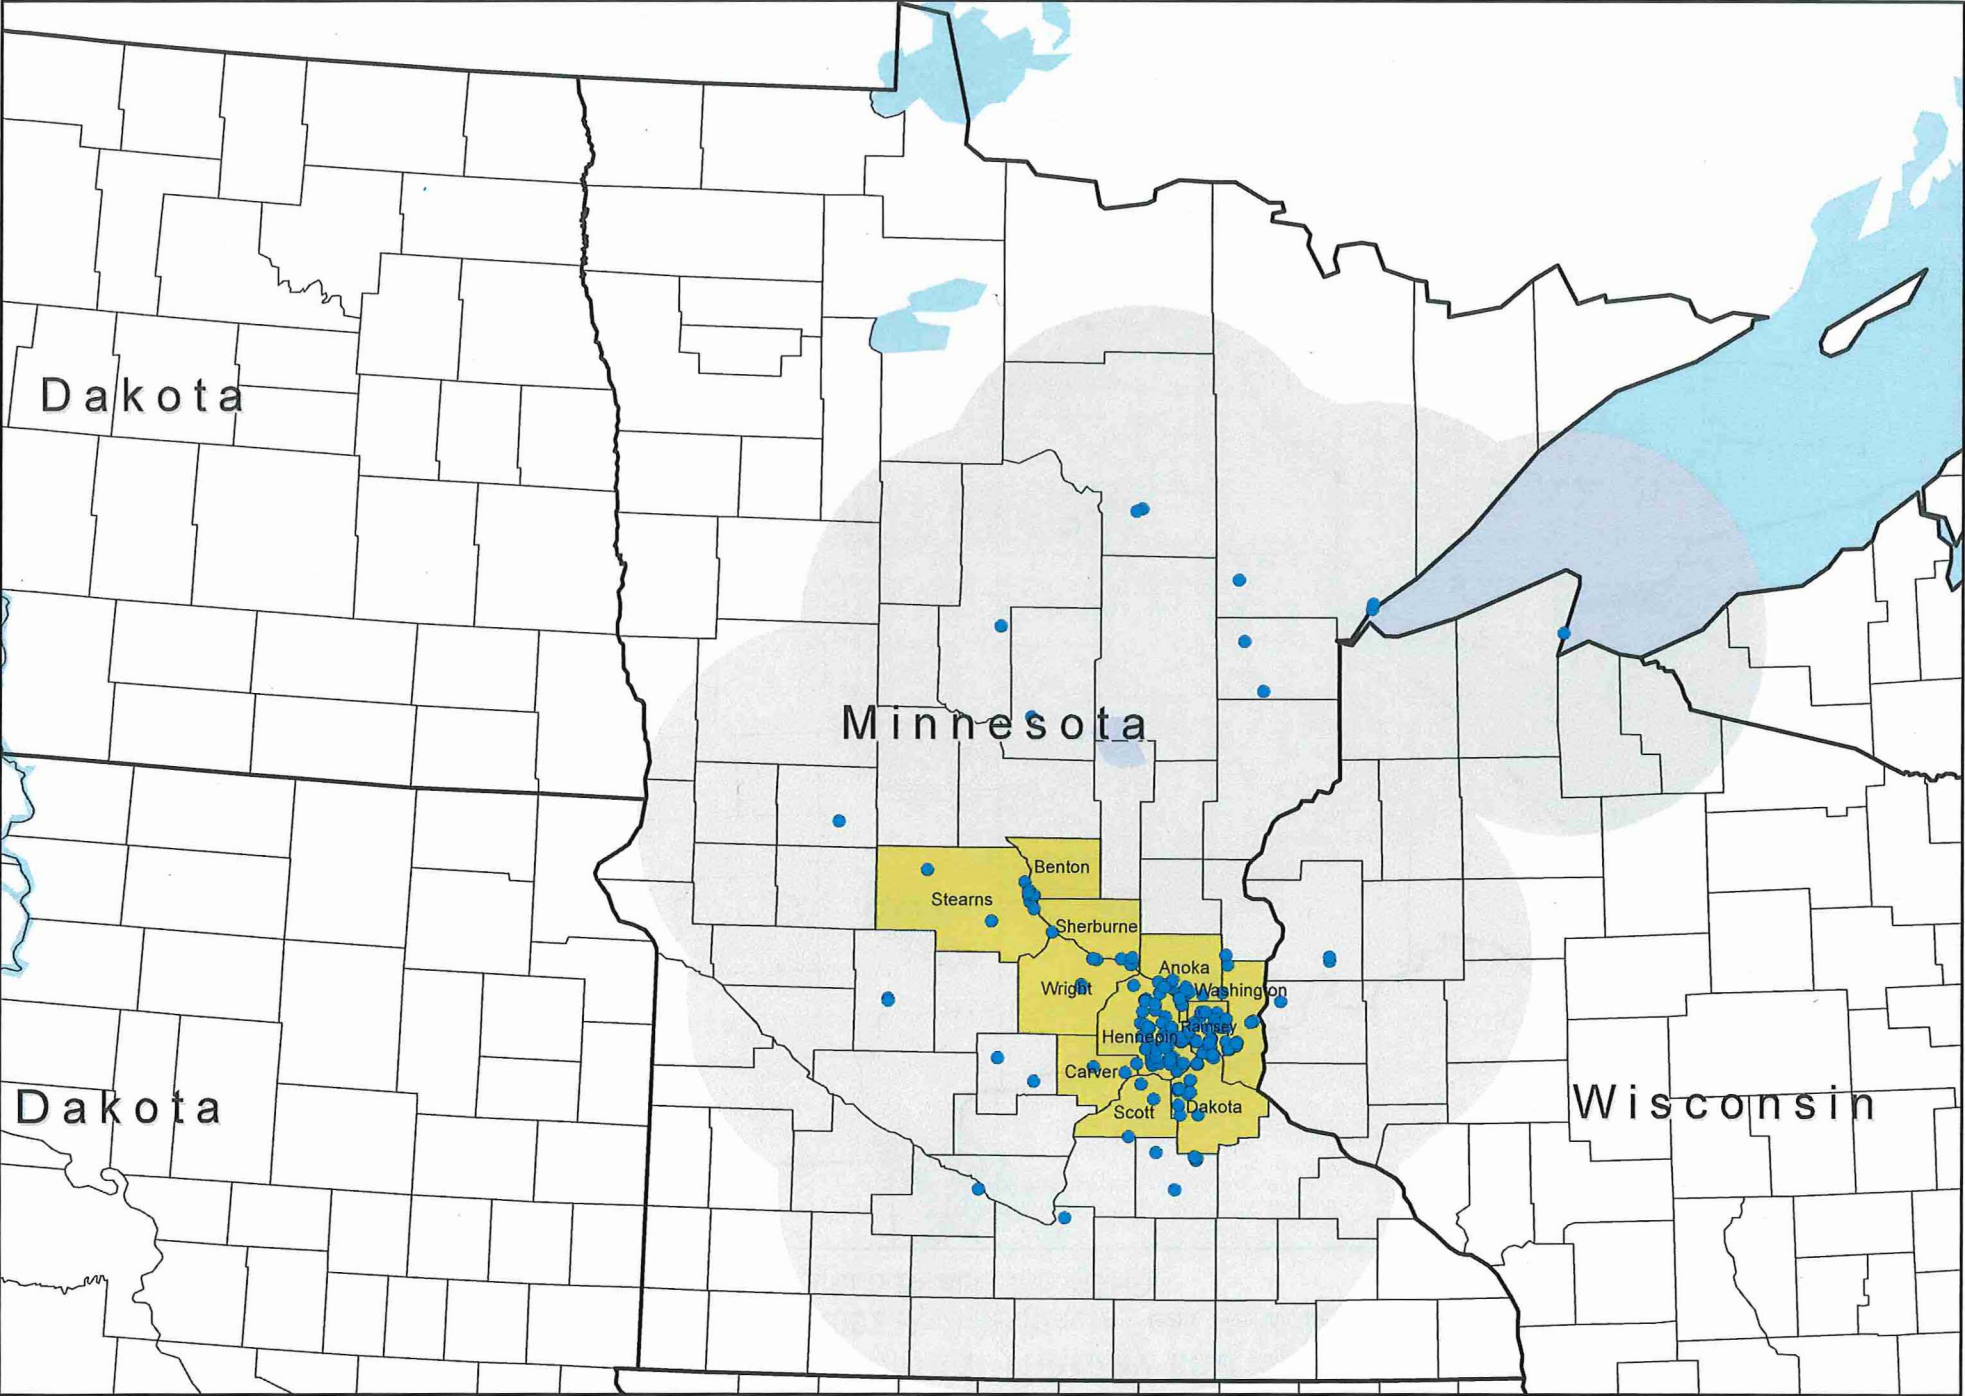 Dakota
Minnesota
Benton
Stearns
Sherburne
Anoka
Wright
Washington
Ramsey
Hennepin
Carver
Dakota
Wisconsin
Scott
Dakota